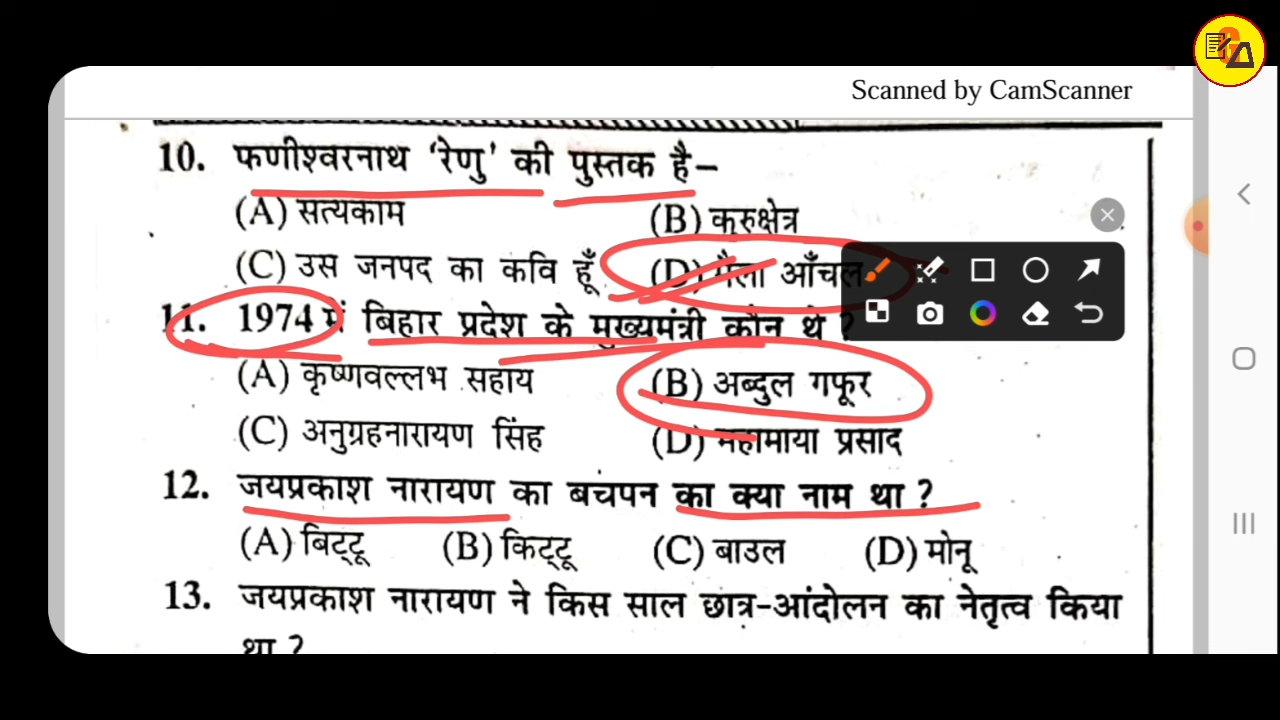 Scanned by CamScanner
10. फणीश्वरनाथ 'रेणु' की पुस्तक है–
(A) सत्यकाम (B) कुरुक्षेत्र
(C) उस जनपद का कवि हूँ (D) मैला आँचल
11. 1974 में बिहार प्रदेश के मुख्यमंत्री कौन थे ?
(A) कृष्णवल्लभ सहाय (B) अब्दुल गफूर
(C) अनुग्रहनारायण सिंह (D) महामाया प्रसाद
12. जयप्रकाश नारायण का बचपन का क्या नाम था ?
(A) बिट्टू (B) किट्टू (C) बाउल (D) मोनू
13. जयप्रकाश नारायण ने किस साल छात्र-आंदोलन का नेतृत्व किया
था ?